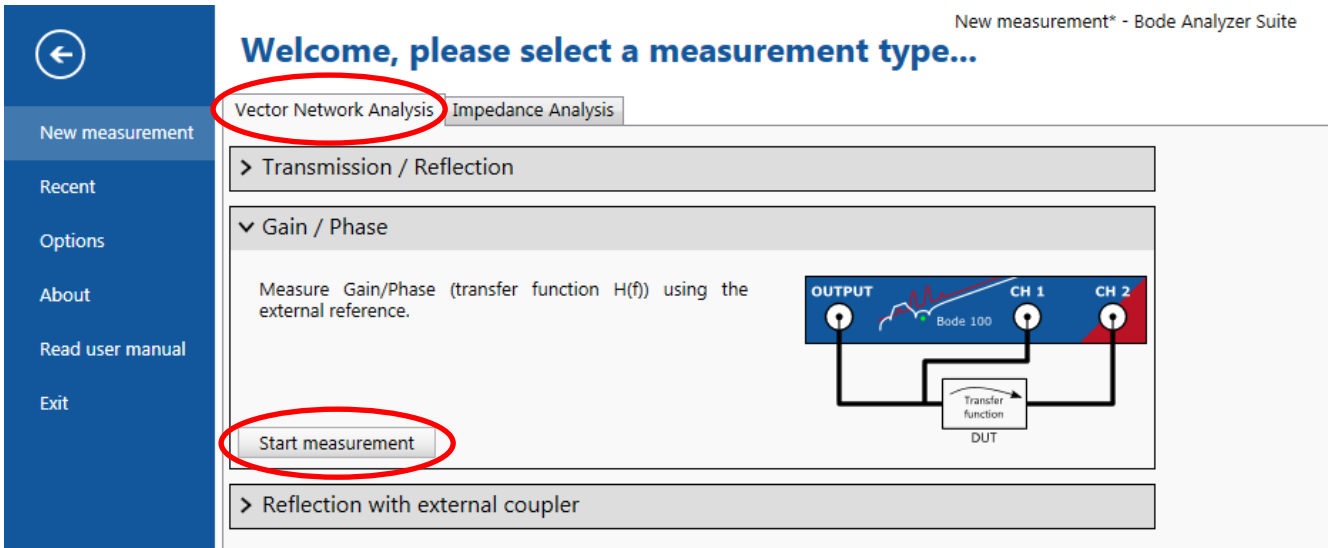 New measurement* - Bode Analyzer Suite
Welcome, please select a measurement type...
New measurement
Recent
Options
About
Read user manual
Exit
Vector Network Analysis
Impedance Analysis
Transmission / Reflection
Gain / Phase
Measure Gain/Phase (transfer function H(f)) using the
external reference.
OUTPUT
CH 1
CH 2
Bode 100
Transfer
function
DUT
Start measurement
Reflection with external coupler